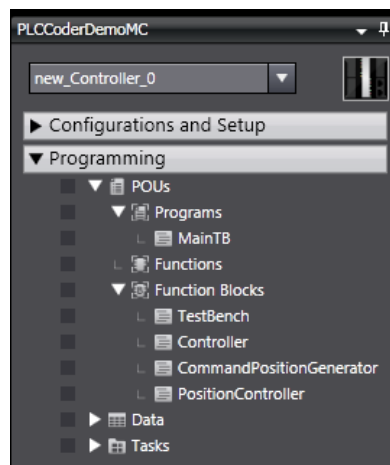 PLCCoderDemoMC
new_Controller_0
Configurations and Setup
Programming
POUs
Programs
MainTB
Functions
Function Blocks
TestBench
Controller
CommandPositionGenerator
PositionController
Data
Tasks